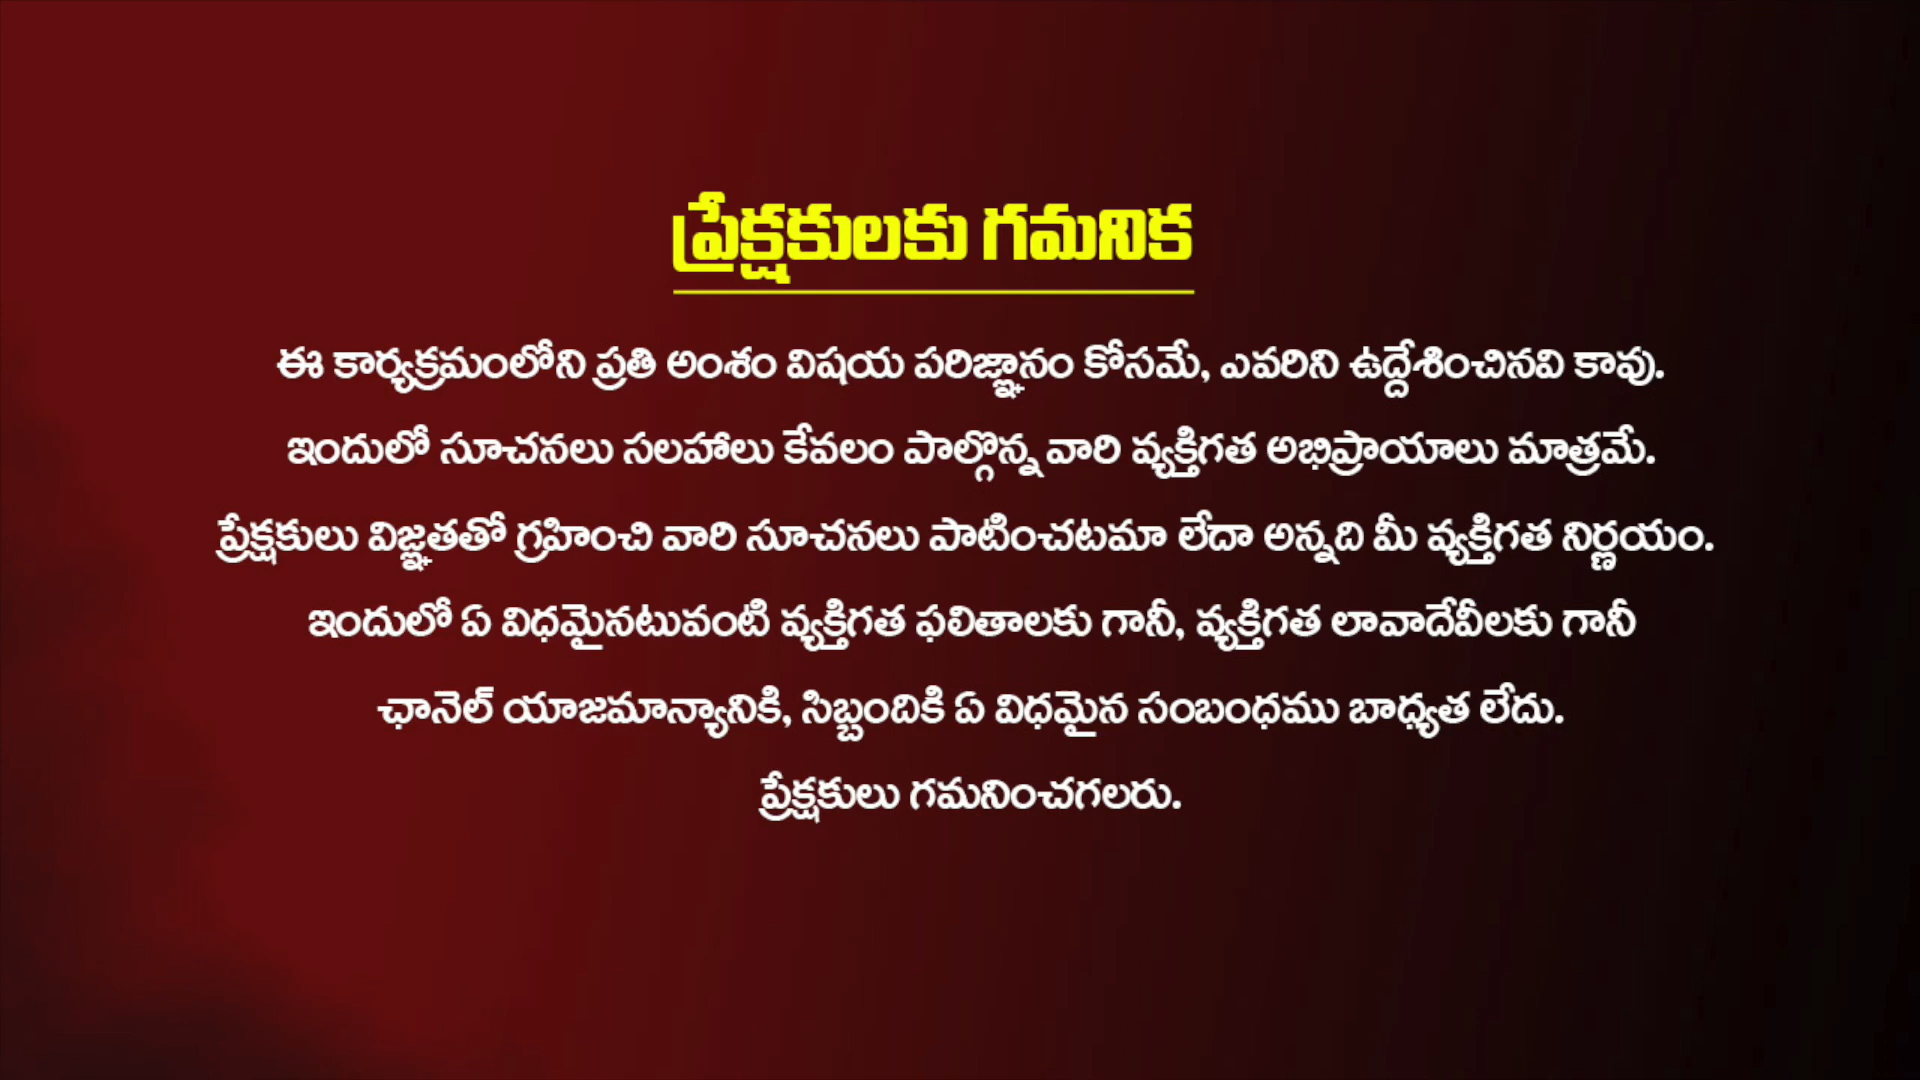 ప్రేక్షకులకు గమనిక
ఈ కార్యక్రమంలోని ప్రతి అంశం విషయ పరిజ్ఞానం కోసమే, ఎవరిని ఉద్దేశించినవి కావు.
ఇందులో సూచనలు సలహాలు కేవలం పాల్గొన్న వారి వ్యక్తిగత అభిప్రాయాలు మాత్రమే.
ప్రేక్షకులు విజ్ఞతతో గ్రహించి వారి సూచనలు పాటించటమా లేదా అన్నది మీ వ్యక్తిగత నిర్ణయం.
ఇందులో ఏ విధమైనటువంటి వ్యక్తిగత ఫలితాలకు గానీ, వ్యక్తిగత లావాదేవీలకు గానీ
ఛానెల్ యాజమాన్యానికి, సిబ్బందికి ఏ విధమైన సంబంధము బాధ్యత లేదు.
ప్రేక్షకులు గమనించగలరు.